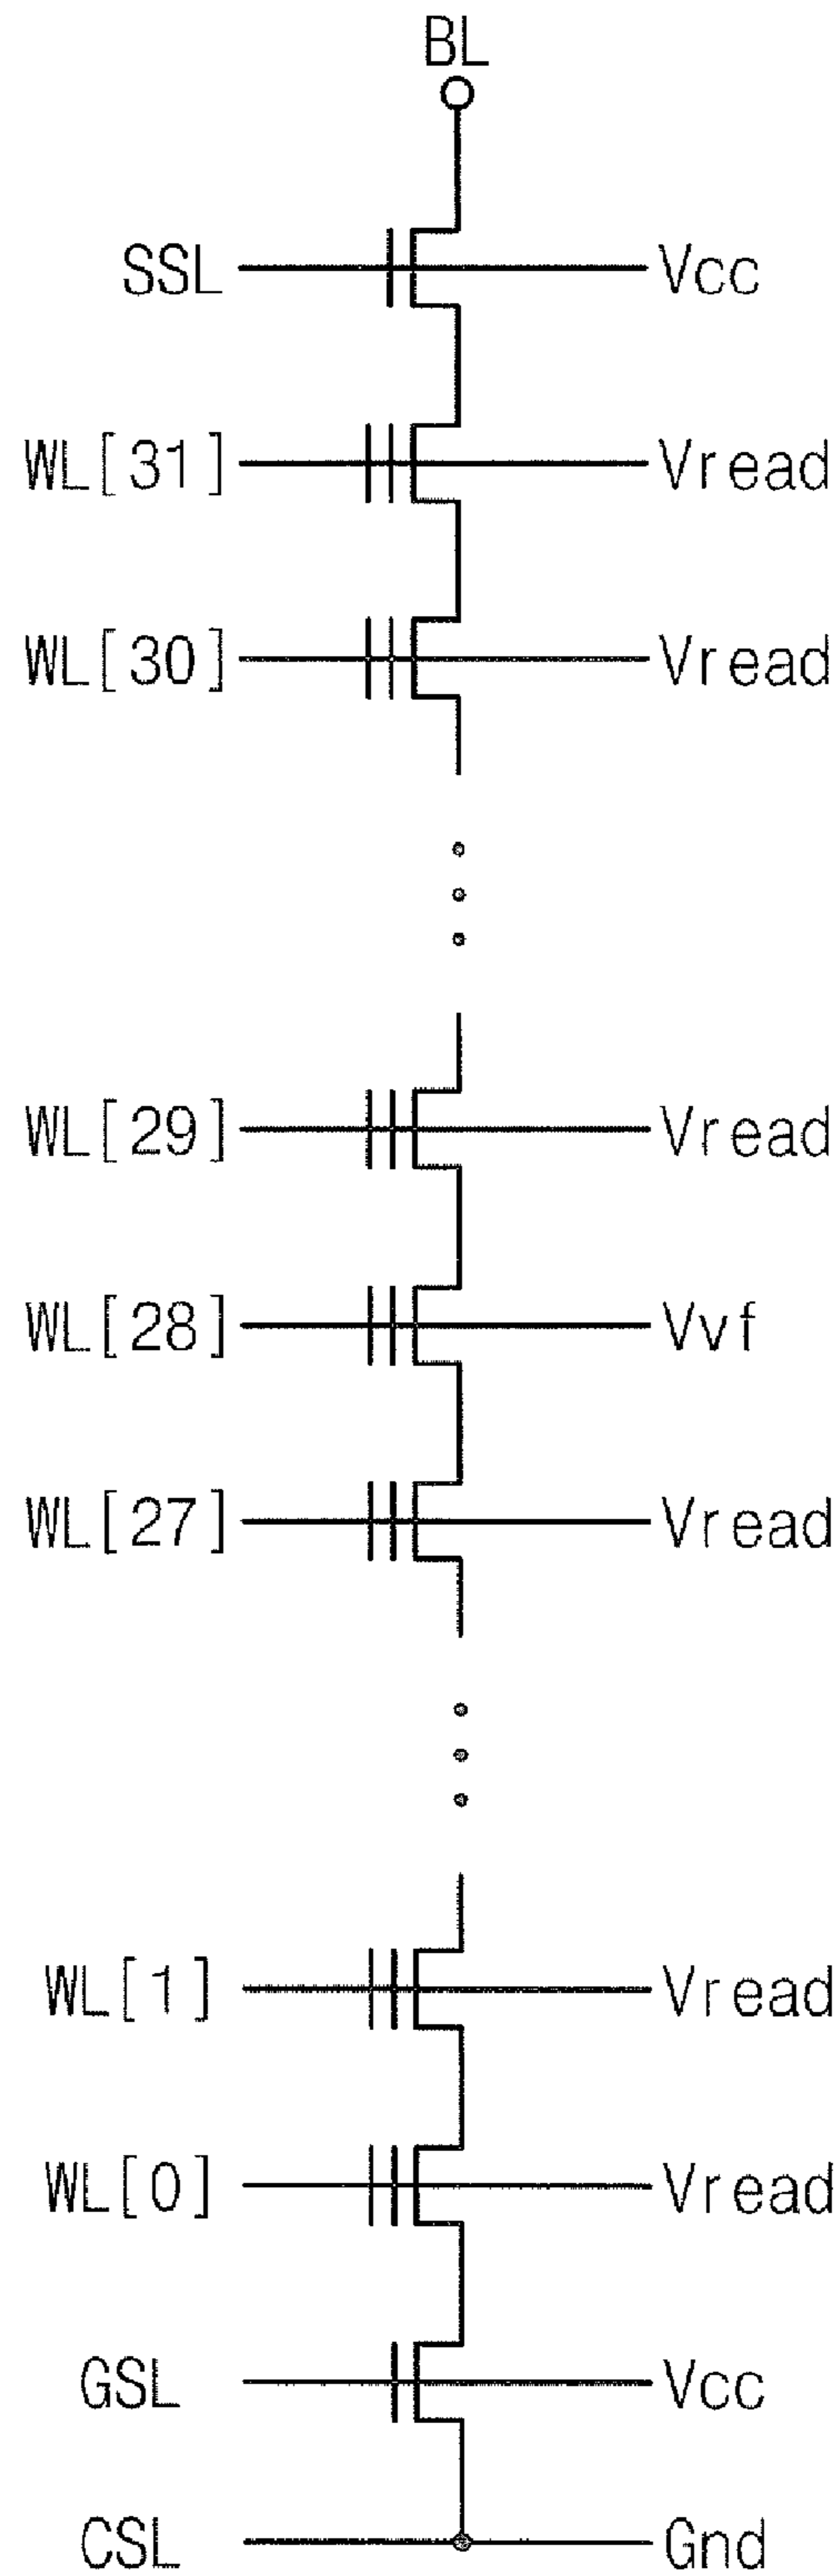 BL
SSL Vcc
WL[31] Vread
WL[30] Vread
WL[29] Vread
WL[28] Vvf
WL[27] Vread
WL[1] Vread
WL[0] Vread
GSL Vcc
CSL Gnd